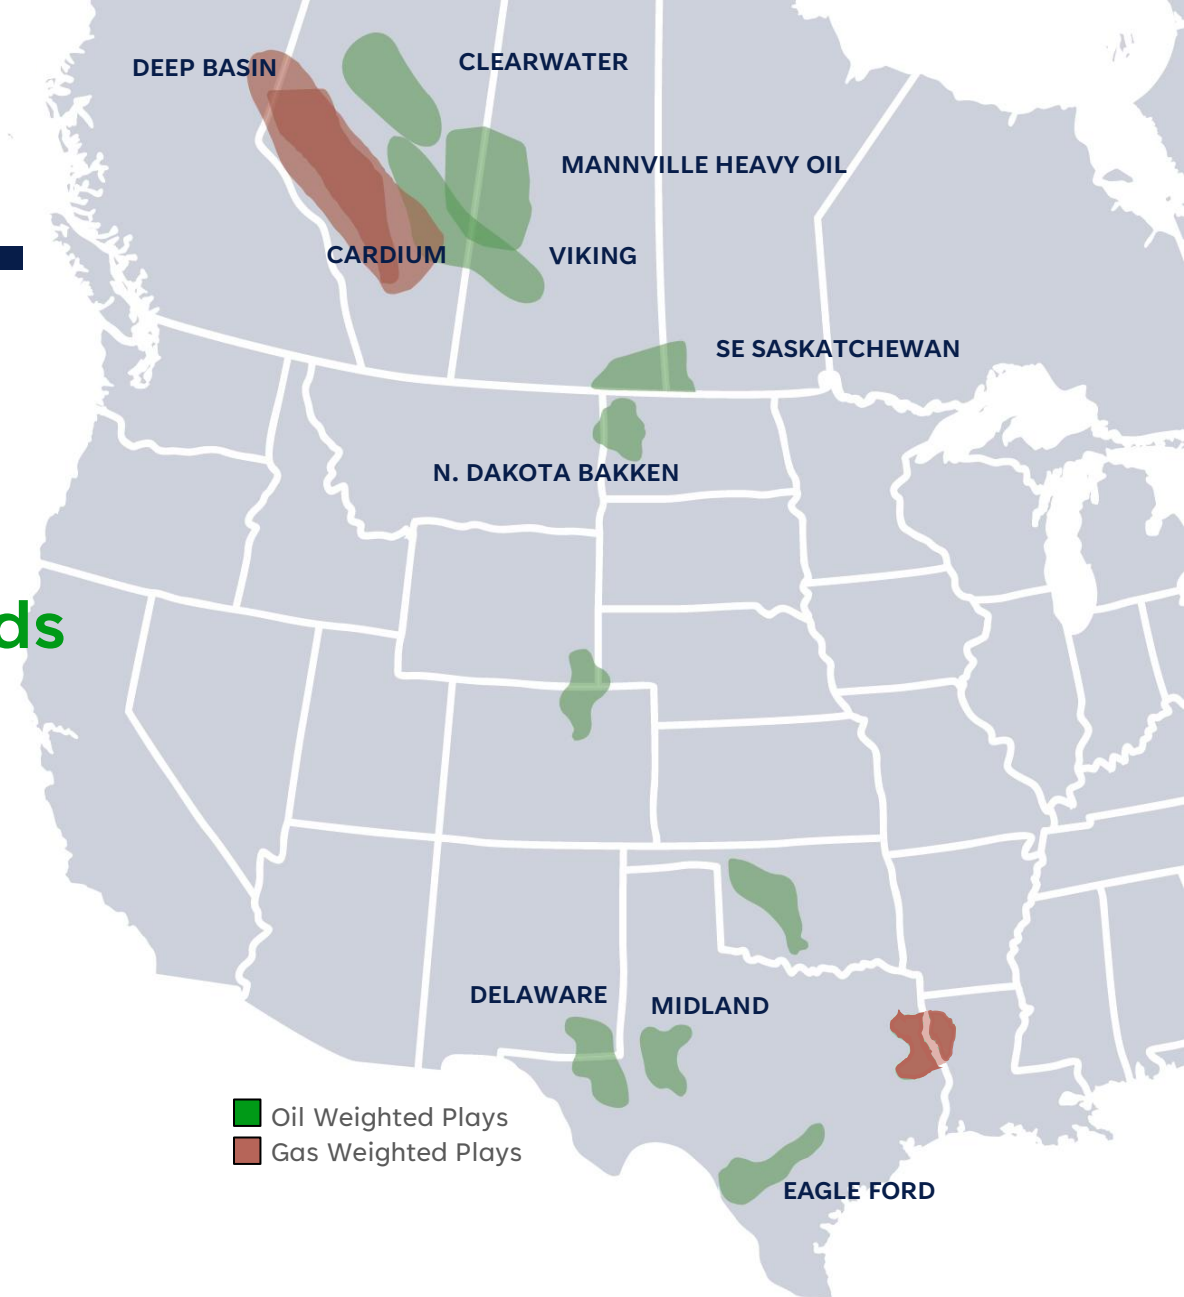 DEEP BASIN
CLEARWATER
MANNVILLE HEAVY OIL
CARDIUM
VIKING
SE SASKATCHEWAN
N. DAKOTA BAKKEN
ds
DELAWARE
MIDLAND
Oil Weighted Plays
Gas Weighted Plays
EAGLE FORD